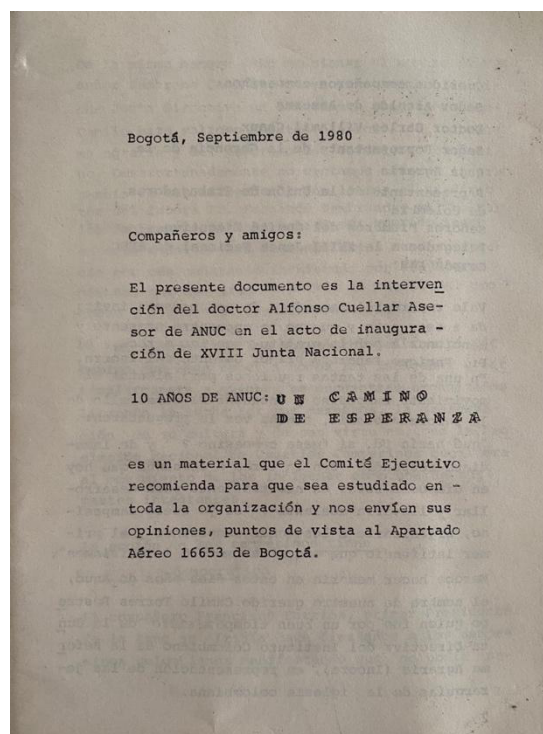 Bogotá, Septiembre de 1980
Compañeros y amigos:
El presente documento es la interven
ción del doctor Alfonso Cuellar Ase-
sor de ANUC en el acto de inaugura -
ción de XVIII Junta Nacional.
10 AÑOS DE ANUC: UN CAMINO
DE ESPERANZA
es un material que el Comité Ejecutivo
recomienda para que sea estudiado en -
toda la organización y nos envíen sus
opiniones, puntos de vista al Apartado
Aéreo 16653 de Bogotá.